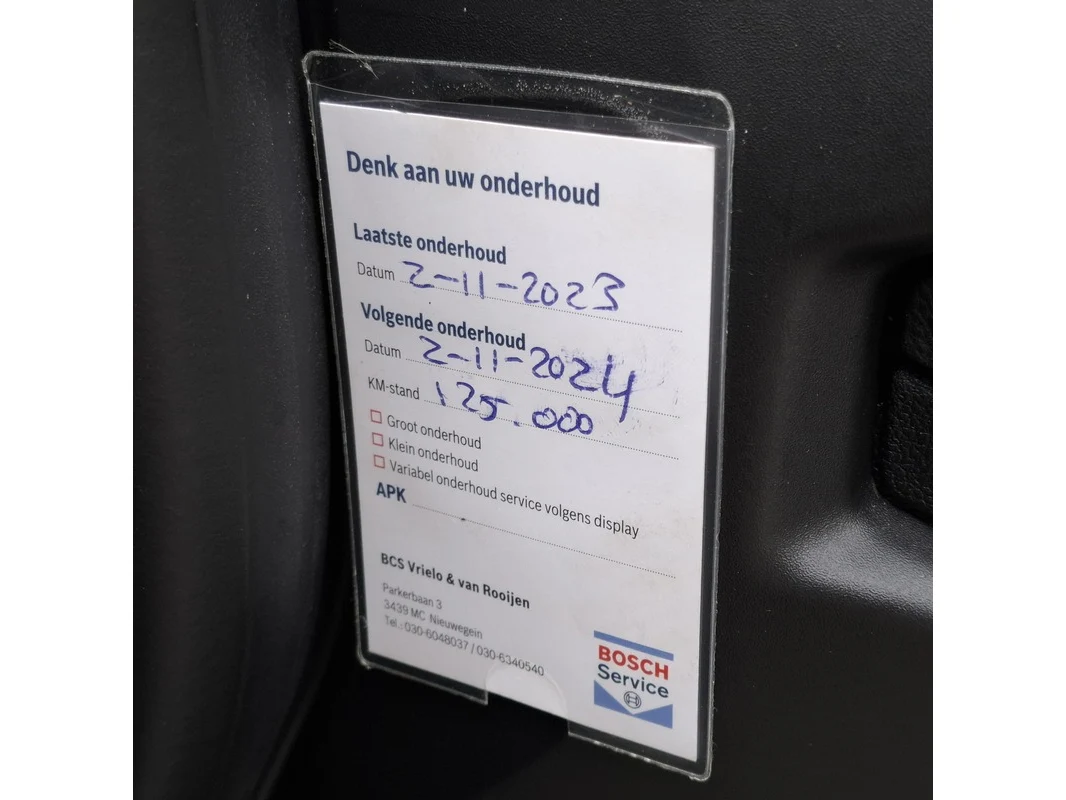 Denk aan uw onderhoud
Laatste onderhoud
Datum 2-11-2023
Volgende onderhoud
Datum 2-11-2024
KM-stand 125.000
Groot onderhoud
Klein onderhoud
Variabel onderhoud service volgens display
APK
BCS Vrielo & van Rooijen
Parkerbaan 3
3439 MC Nieuwegein
Tel.: 030-6048037 / 030-6340540
BOSCH
Service